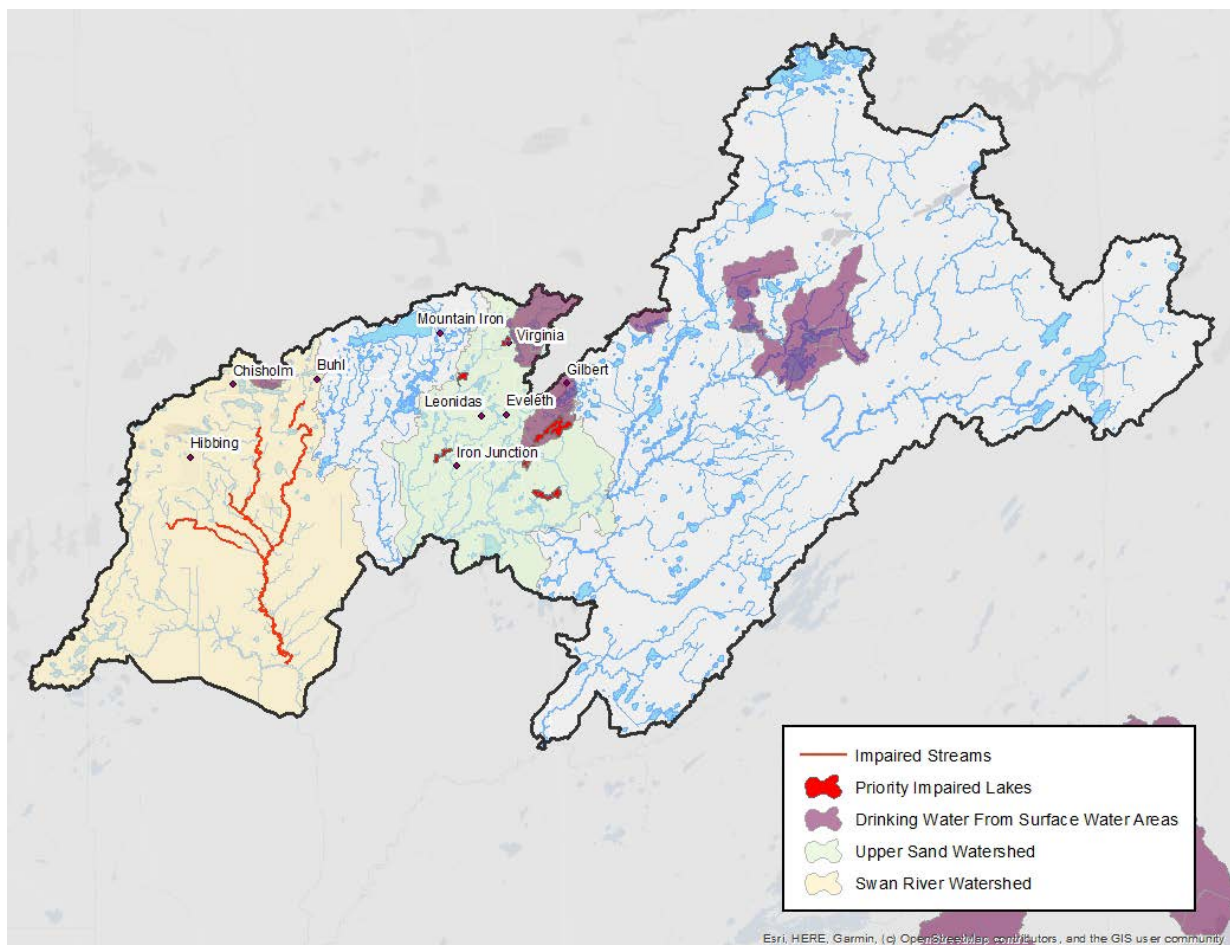 Mountain Iron
Virginia
Chisholm
Buhl
Gilbert
Leonidas
Eveleth
Hibbing
Iron Junction
Impaired Streams
Priority Impaired Lakes
Drinking Water From Surface Water Areas
Upper Sand Watershed
Swan River Watershed
Esri, HERE, Garmin, (c) OpenStreetMap contributors, and the GIS user community